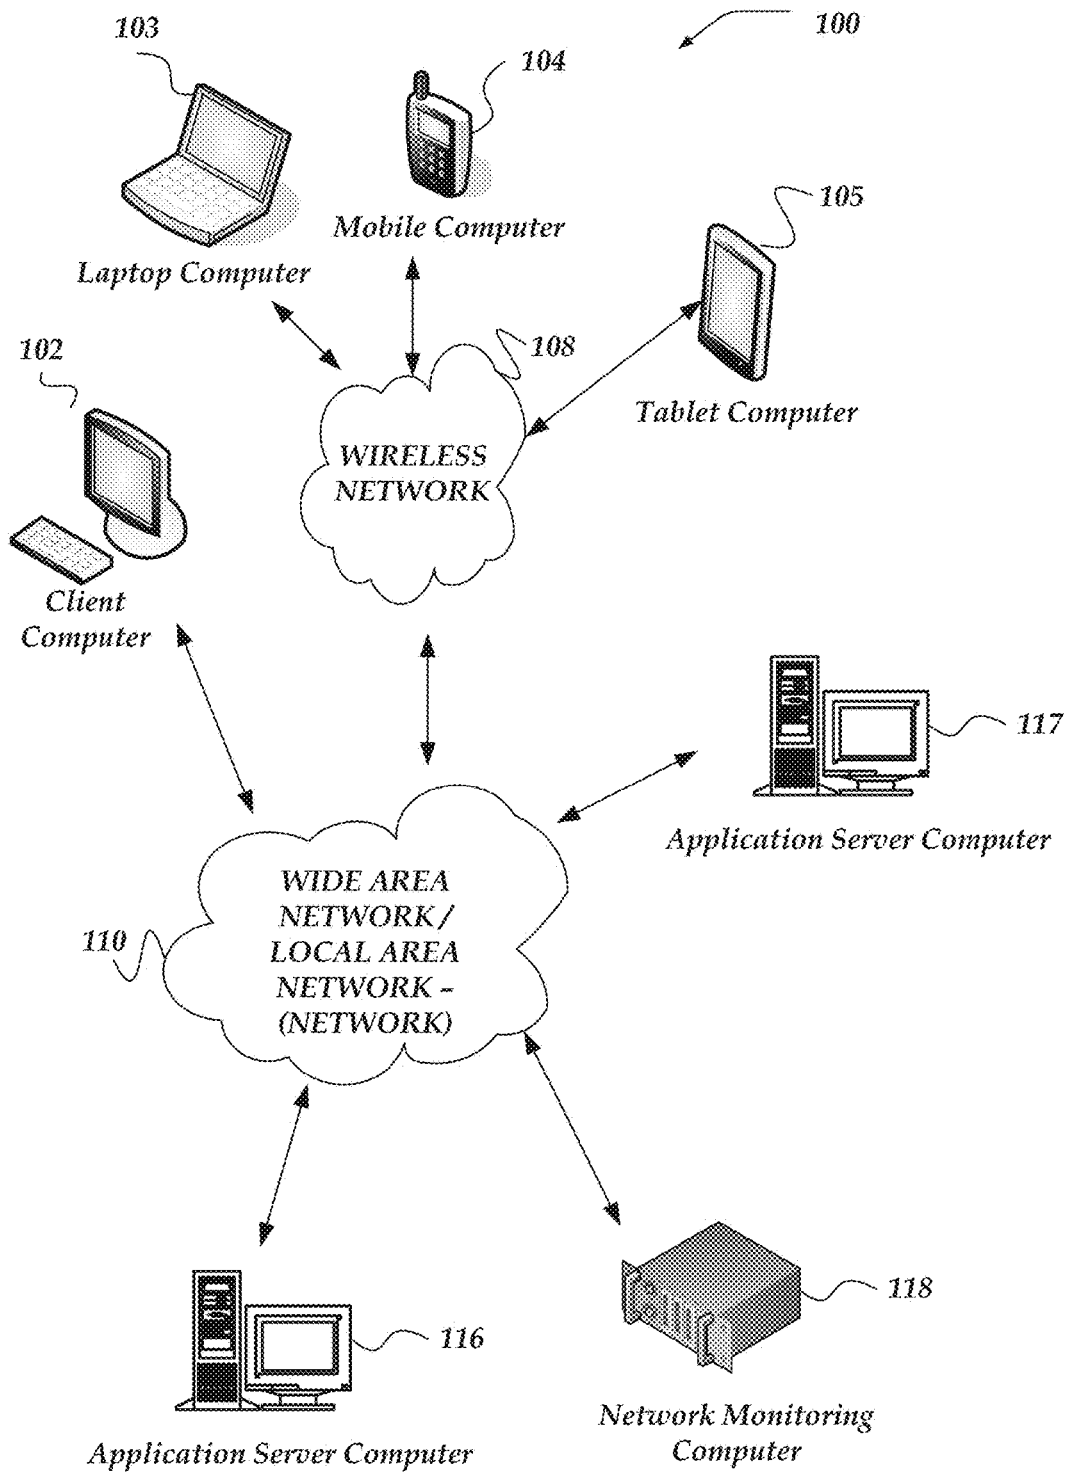 100
103
104
Mobile Computer
105
Laptop Computer
108
102
Tablet Computer
WIRELESS
NETWORK
Client
Computer
117
Application Server Computer
WIDE AREA
NETWORK /
LOCAL AREA
NETWORK –
(NETWORK)
110
118
116
Network Monitoring
Computer
Application Server Computer